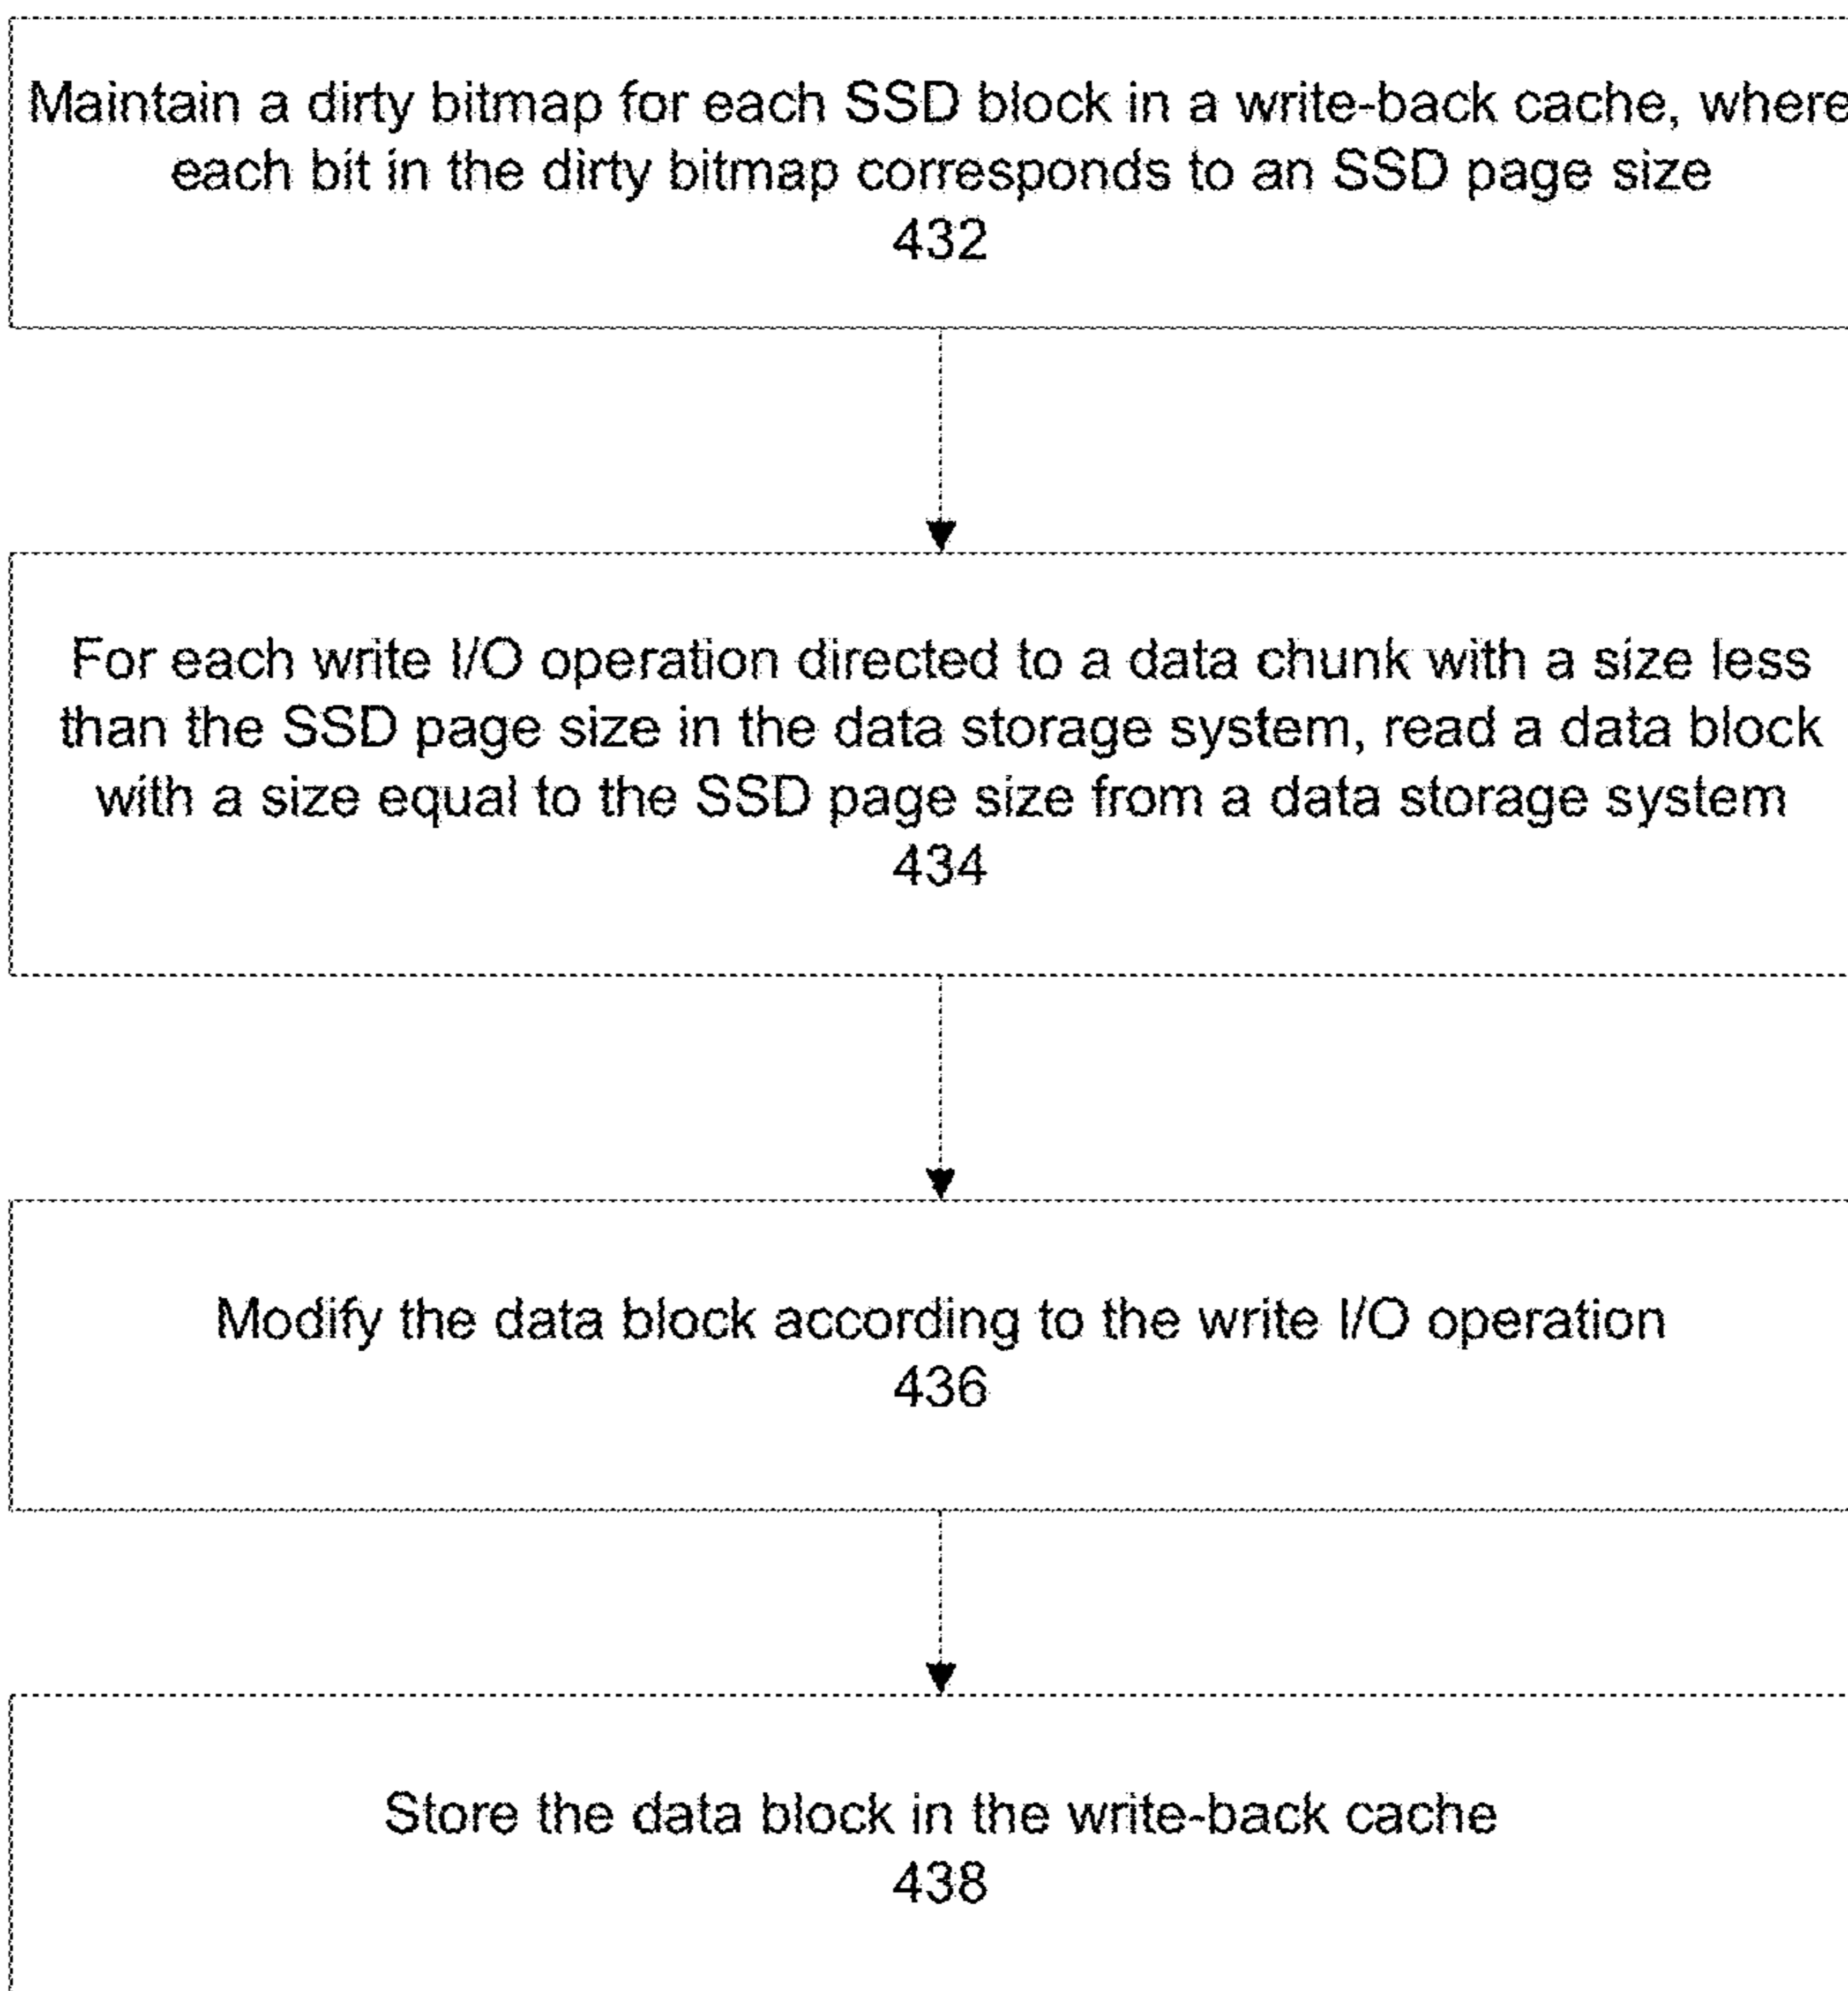 Maintain a dirty bitmap for each SSD block in a write-back cache, where
each bit in the dirty bitmap corresponds to an SSD page size
432
For each write I/O operation directed to a data chunk with a size less
than the SSD page size in the data storage system, read a data block
with a size equal to the SSD page size from a data storage system
434
Modify the data block according to the write I/O operation
436
Store the data block in the write-back cache
438